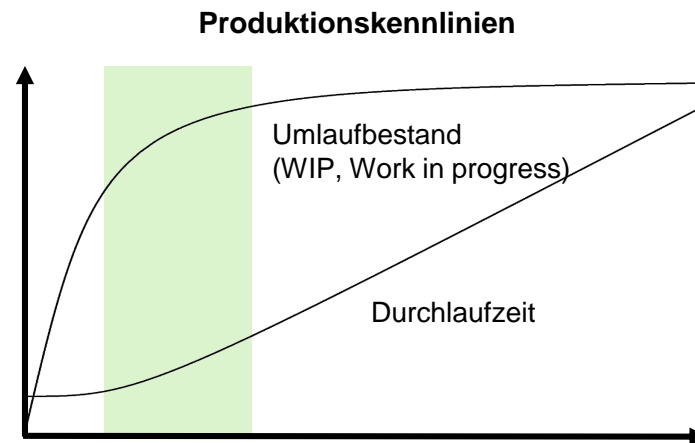 Produktionskennlinien
Umlaufbestand
(WIP, Work in progress)
Durchlaufzeit